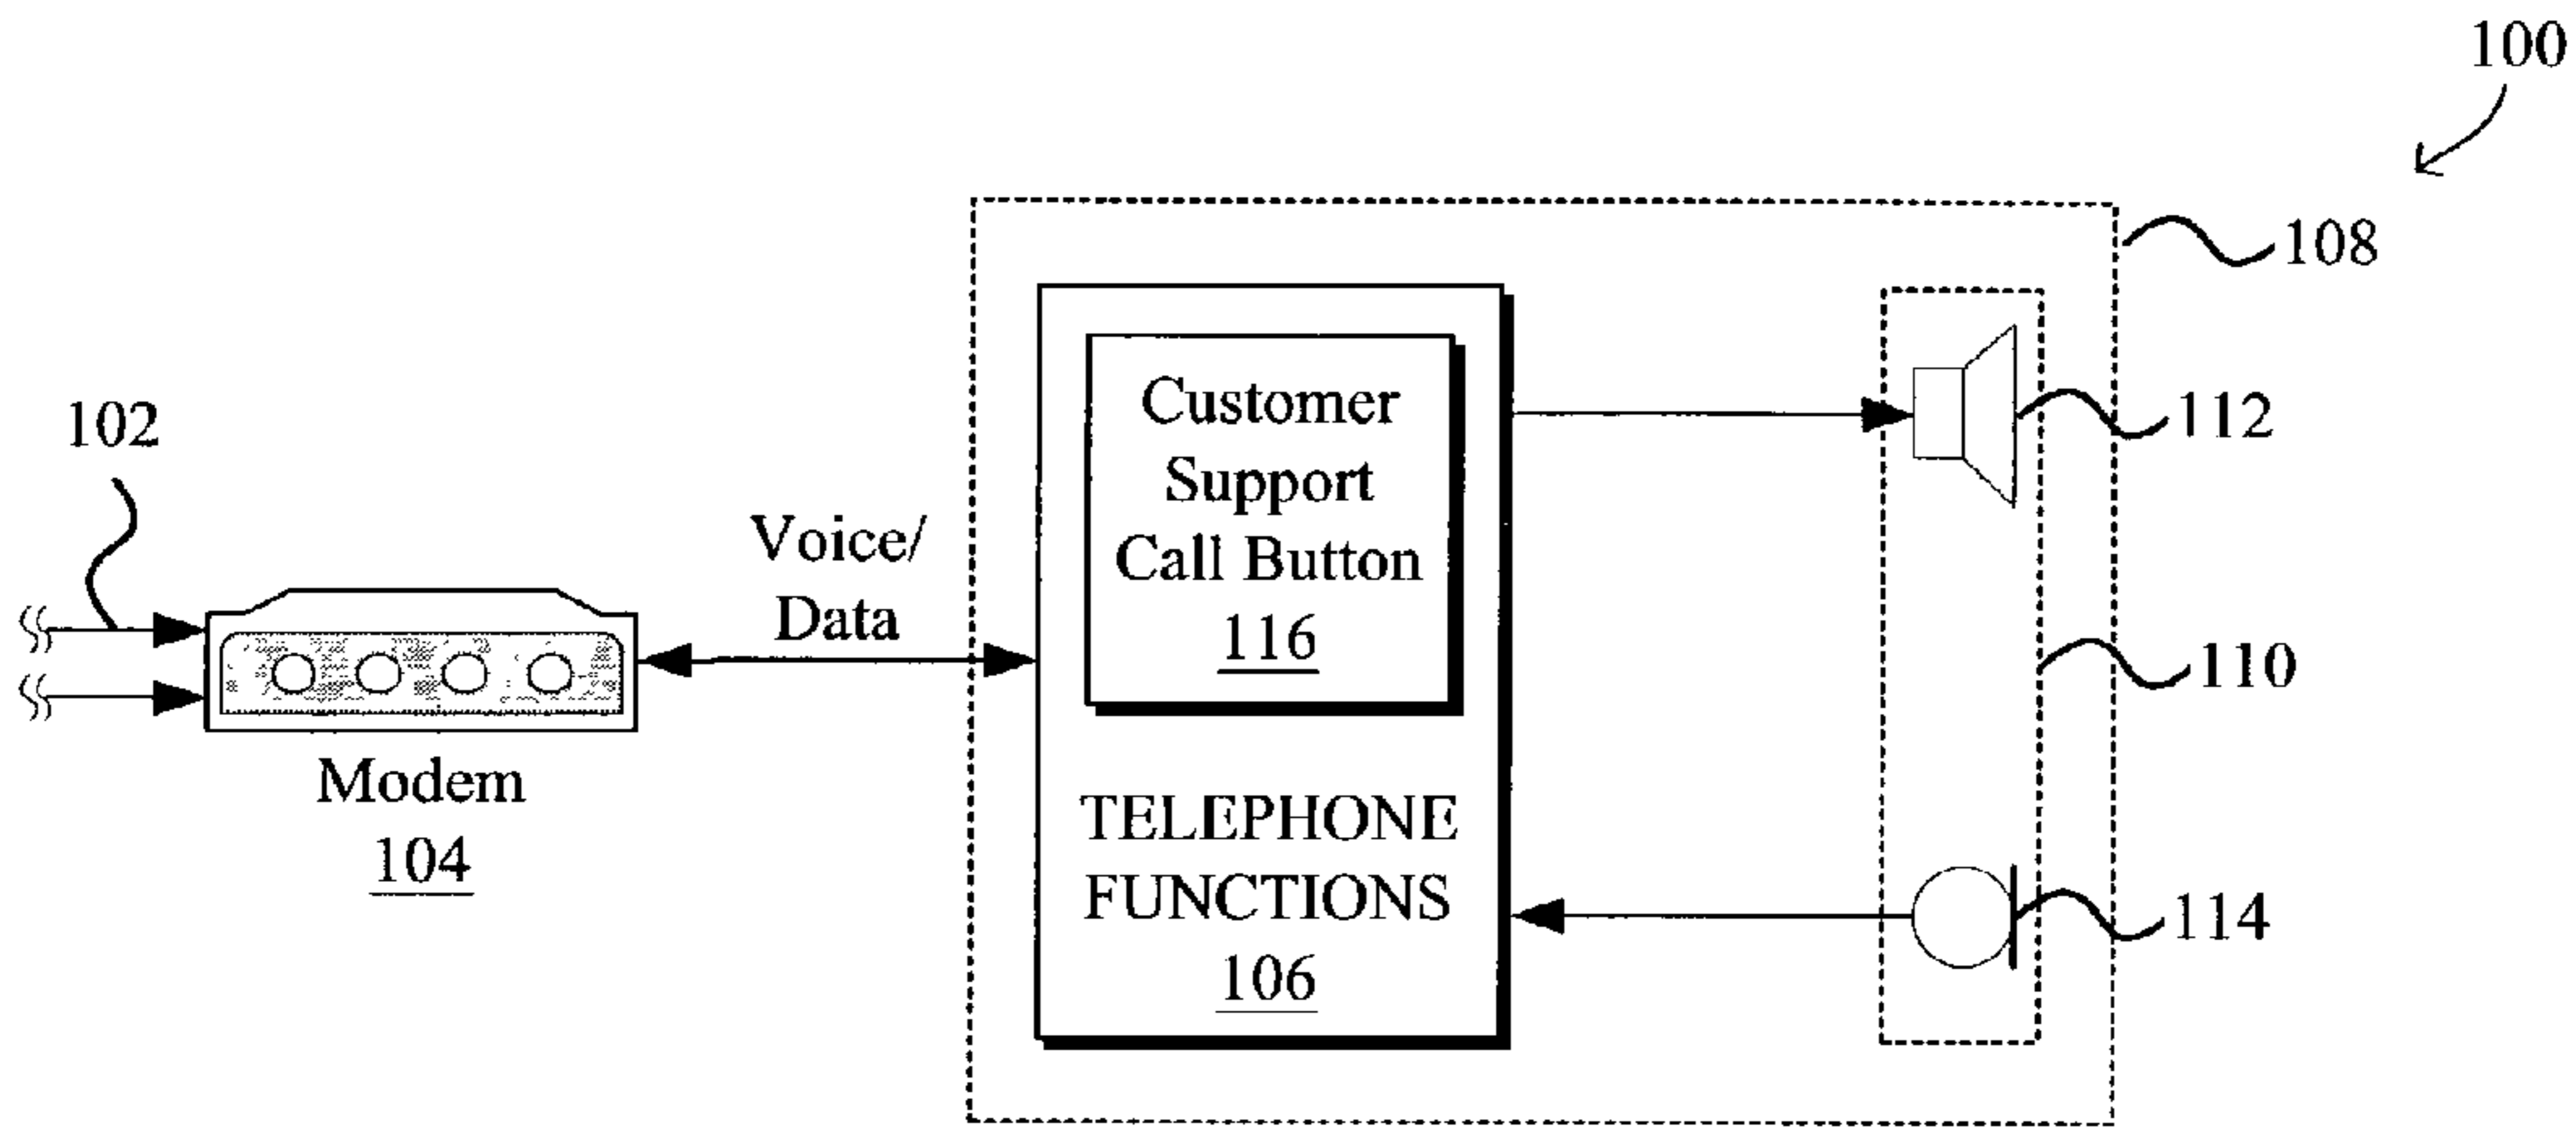 100
108
Customer
Support
Call Button
116
112
102
Voice/
Data
110
Modem
104
TELEPHONE
FUNCTIONS
106
114